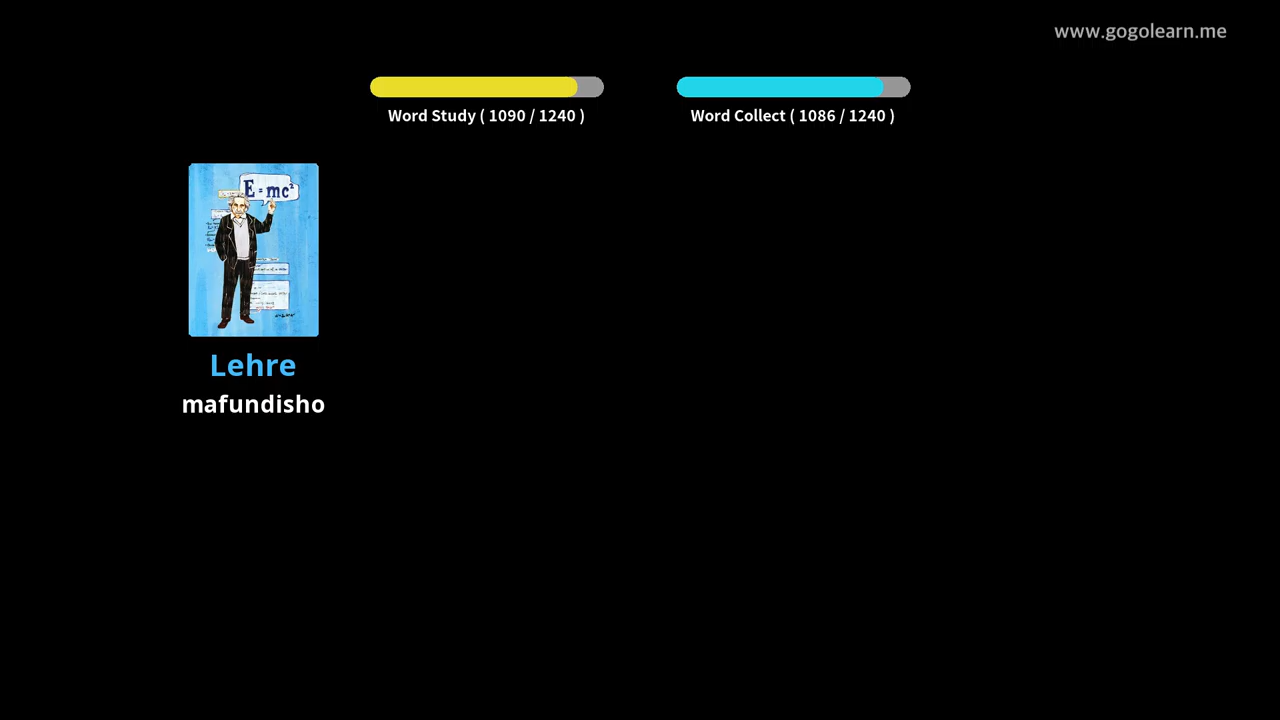 www.gogolearn.me
Word Study ( 1090 / 1240 )
Word Collect ( 1086 / 1240 )
E = mc²
Lehre
mafundisho